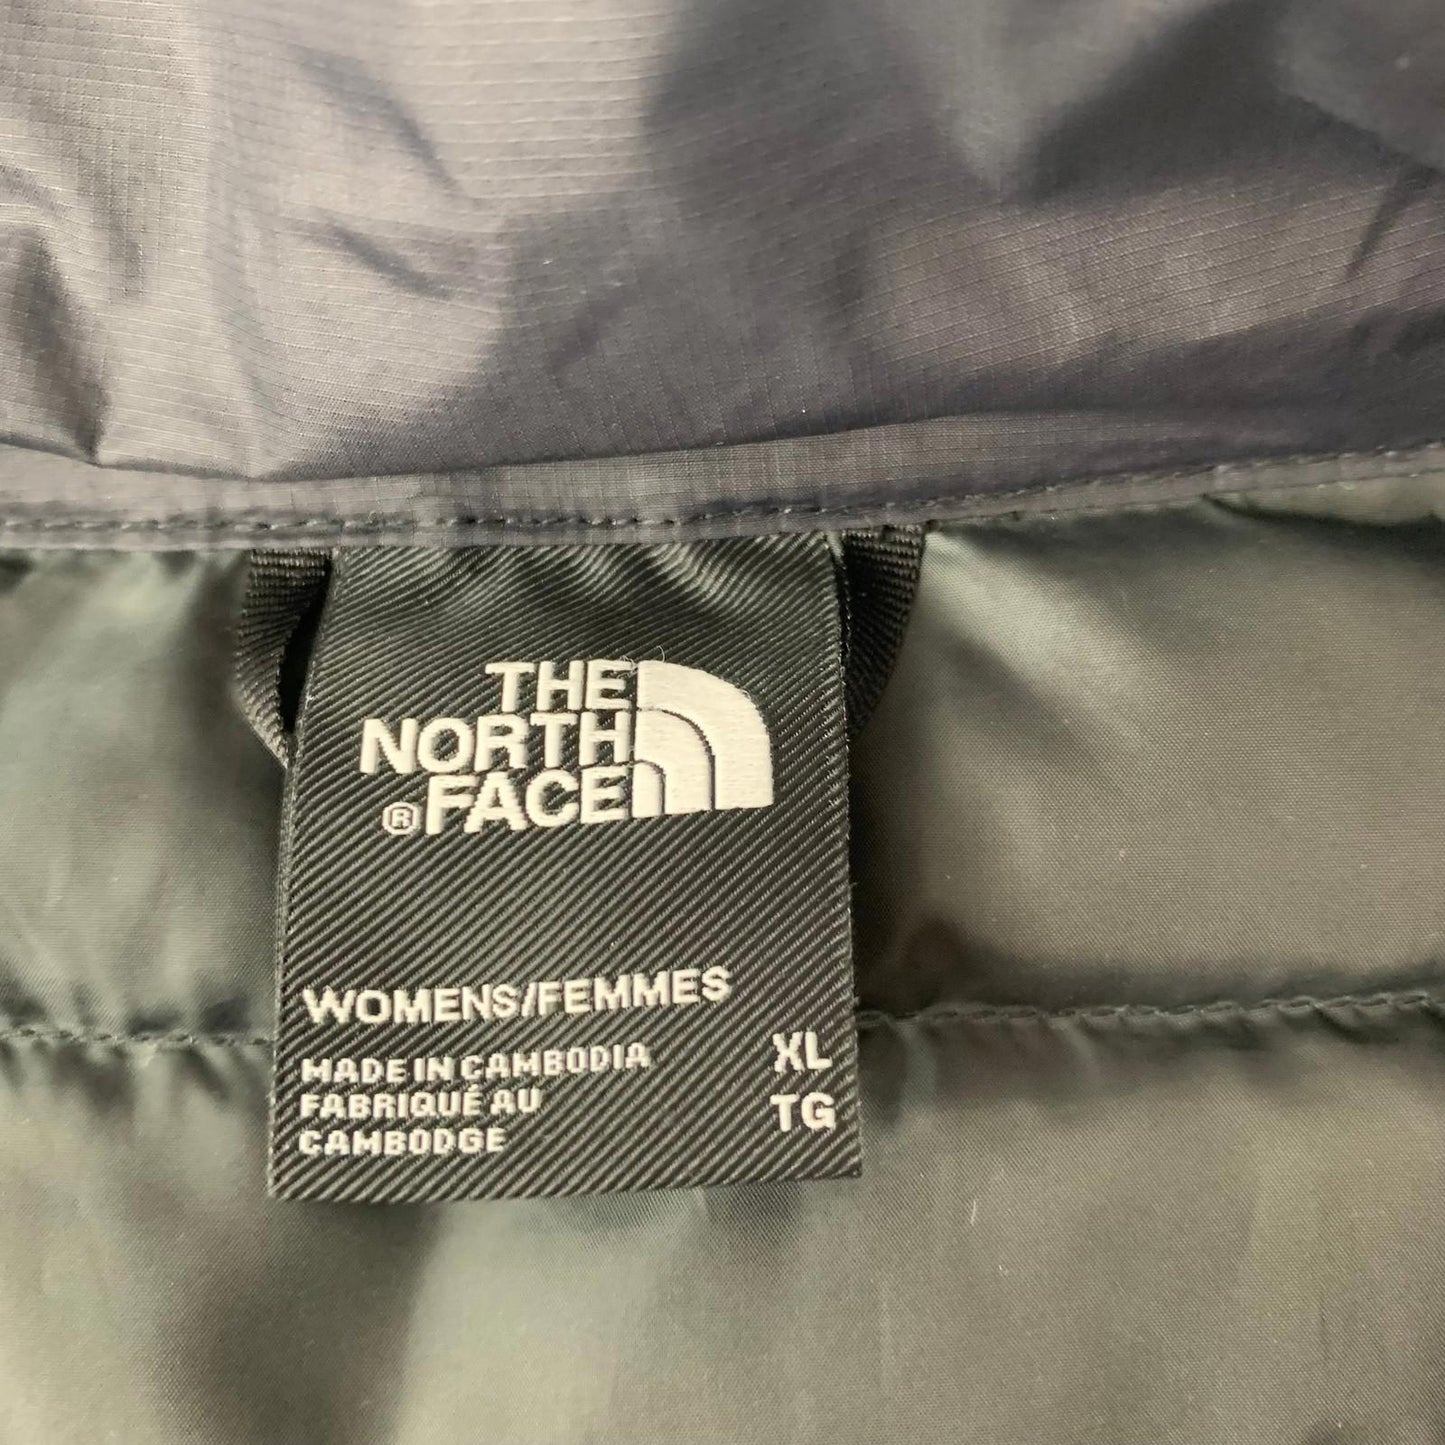 THE
NORTH
® FACE
WOMENS/FEMMES
MADE IN CAMBODIA
FABRIQUÉ AU
CAMBODGE
XL
TG